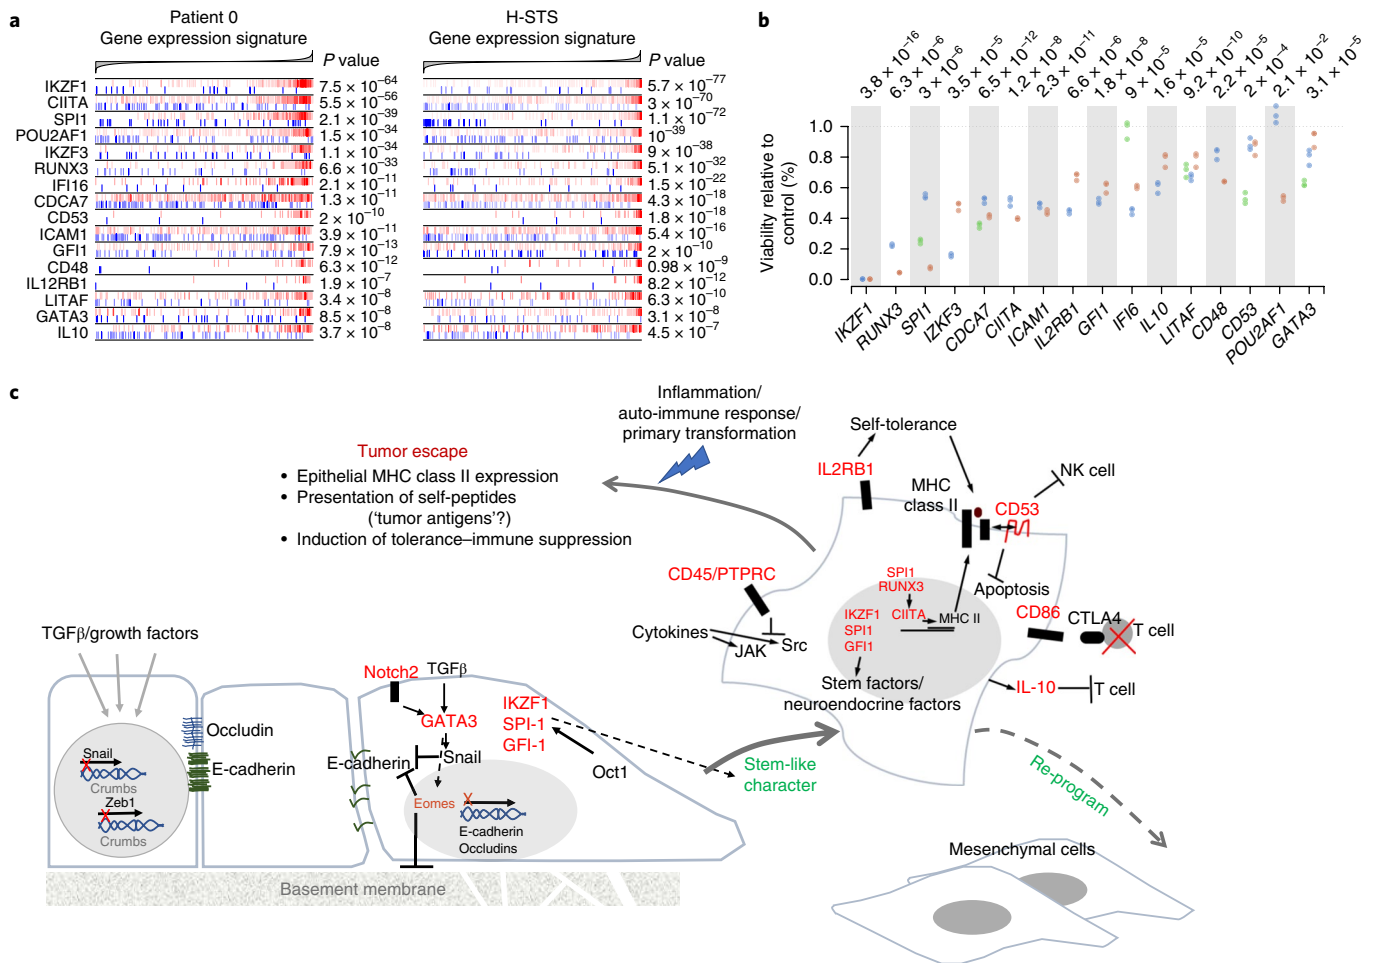 a
Patient 0
Gene expression signature
P value
IKZF1 7.5 × 10−64
CIITA 5.5 × 10−56
SPI1 2.1 × 10−39
POU2AF1 1.5 × 10−34
IKZF3 1.1 × 10−34
RUNX3 6.6 × 10−33
IFI16 2.1 × 10−11
CDCA7 1.3 × 10−11
CD53 2 × 10−10
ICAM1 3.9 × 10−11
GFI1 7.9 × 10−13
CD48 6.3 × 10−12
IL12RB1 1.9 × 10−7
LITAF 3.4 × 10−8
GATA3 8.5 × 10−8
IL10 3.7 × 10−8
H-STS
Gene expression signature
P value
5.7 × 10−77
3 × 10−70
1.1 × 10−72
10−39
9 × 10−38
5.1 × 10−32
1.5 × 10−22
4.3 × 10−18
1.8 × 10−18
5.4 × 10−16
2 × 10−10
0.98 × 10−9
8.2 × 10−12
6.3 × 10−10
3.1 × 10−8
4.5 × 10−7
b
3.8 × 10−16
6.3 × 10−6
3 × 10−6
3.5 × 10−5
6.5 × 10−12
1.2 × 10−8
2.3 × 10−11
6.6 × 10−6
1.8 × 10−8
9 × 10−5
1.6 × 10−5
9.2 × 10−10
2.2 × 10−5
2 × 10−4
2.1 × 10−2
3.1 × 10−5
Viability relative to
control (%)
1.0
0.8
0.6
0.4
0.2
0.0
IKZF1
RUNX3
SPI1
IZKF3
CDCA7
CIITA
ICAM1
IL2RB1
GFI1
IFI6
IL10
LITAF
CD48
CD53
POU2AF1
GATA3
c
Inflammation/
auto-immune response/
primary transformation
Tumor escape
• Epithelial MHC class II expression
• Presentation of self-peptides
(‘tumor antigens’?)
• Induction of tolerance–immune suppression
Self-tolerance
IL2RB1
NK cell
MHC
class II
CD53
CD45/PTPRC
Apoptosis
SPI1
RUNX3
CIITA
MHC II
IKZF1
SPI1
GFI1
CD86
CTLA4
T cell
Cytokines
JAK
Src
Stem factors/
neuroendocrine factors
IL-10
T cell
TGFβ/growth factors
Snail
Crumbs
Zeb1
Crumbs
Occludin
E-cadherin
Notch2
TGFβ
GATA3
IKZF1
SPI-1
GFI-1
E-cadherin
Snail
Oct1
Eomes
E-cadherin
Occludins
Stem-like
character
Re-program
Mesenchymal cells
Basement membrane